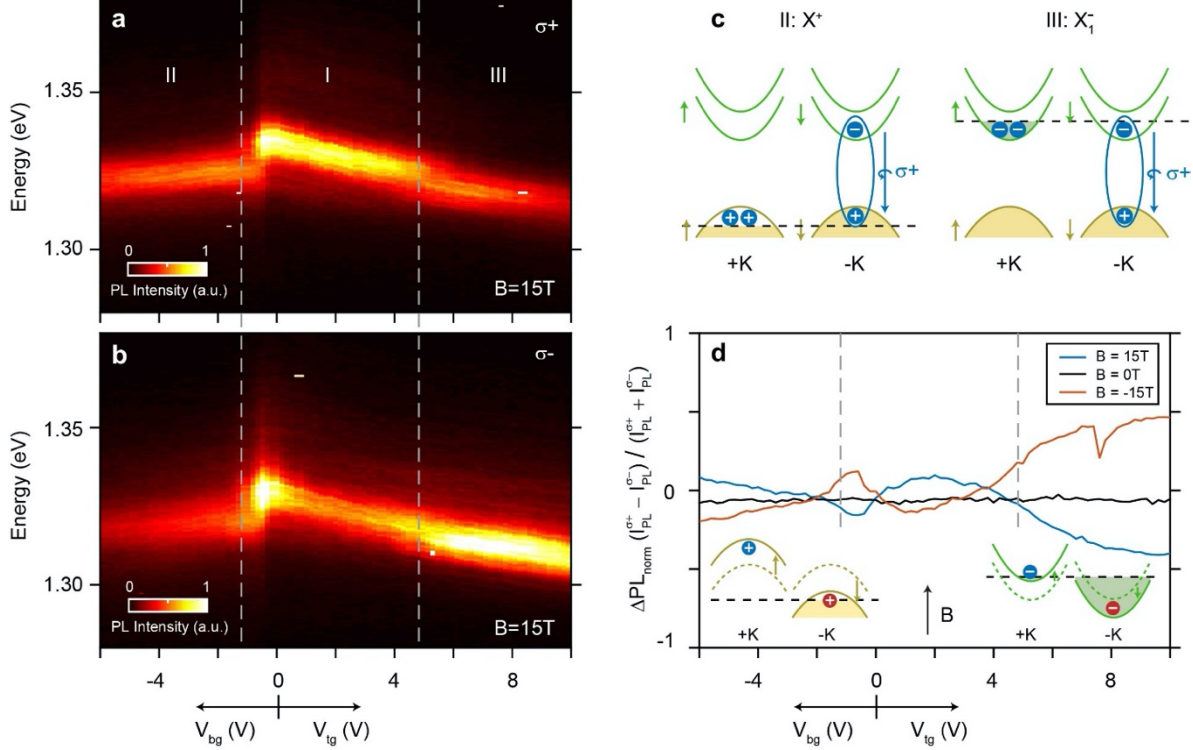 a
σ+
II
I
III
1.35
1.30
Energy (eV)
0 1
PL Intensity (a.u.)
B=15T
b
σ-
1.35
1.30
Energy (eV)
0 1
PL Intensity (a.u.)
B=15T
-4 0 4 8
V_bg (V) V_tg (V)
c
II: X⁺
III: X₁⁻
σ+
σ+
+K -K
+K -K
d
B = 15T
B = 0T
B = -15T
1
0
-1
ΔPL_norm (I_PL^σ+ − I_PL^σ-) / (I_PL^σ+ + I_PL^σ-)
+K -K
B
+K -K
-4 0 4 8
V_bg (V) V_tg (V)